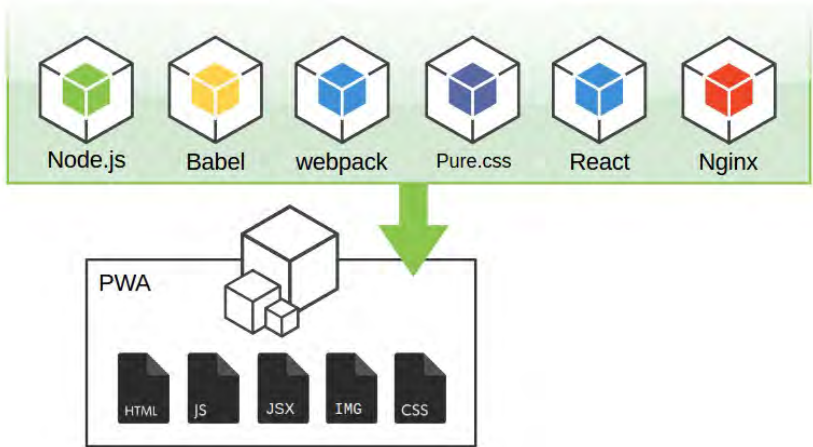 Node.js
Babel
webpack
Pure.css
React
Nginx
PWA
HTML
JS
JSX
IMG
CSS